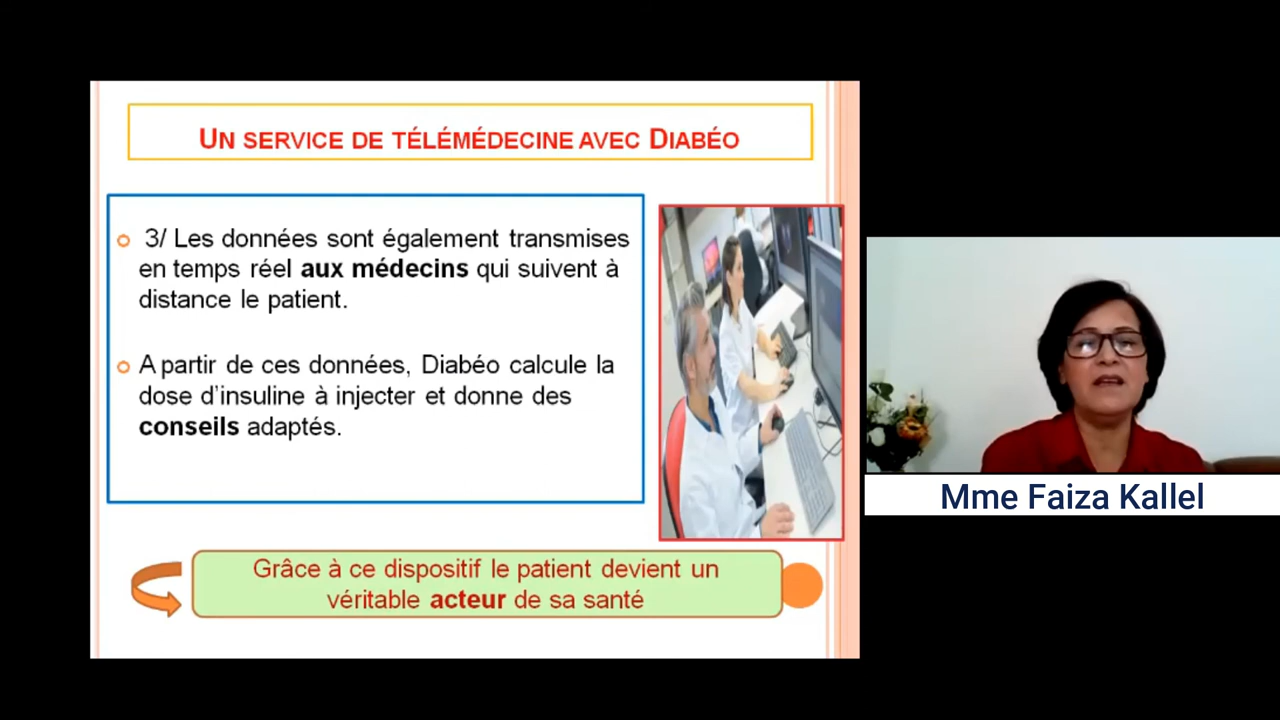 UN SERVICE DE TÉLÉMÉDECINE AVEC DIABÉO
3/ Les données sont également transmises
en temps réel aux médecins qui suivent à
distance le patient.
A partir de ces données, Diabéo calcule la
dose d'insuline à injecter et donne des
conseils adaptés.
Grâce à ce dispositif le patient devient un
véritable acteur de sa santé
Mme Faiza Kallel